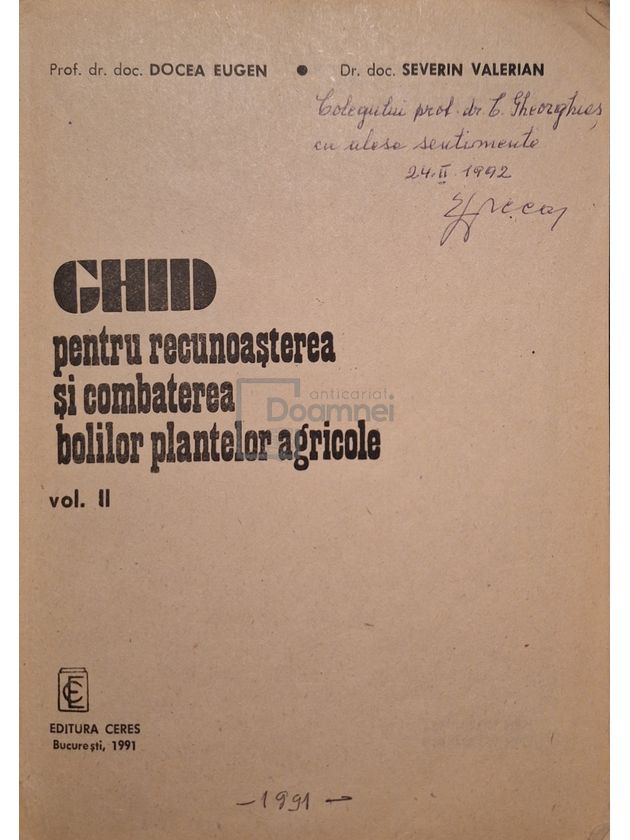 Prof. dr. doc. DOCEA EUGEN • Dr. doc. SEVERIN VALERIAN
Colegului prof. dr. C. Gheorghieș
cu alese sentimente
24.II.1992
GHID
pentru recunoașterea
și combaterea
anticariat
Doamnei
bolilor plantelor agricole
vol. II
CE
EDITURA CERES
București, 1991
-1991-